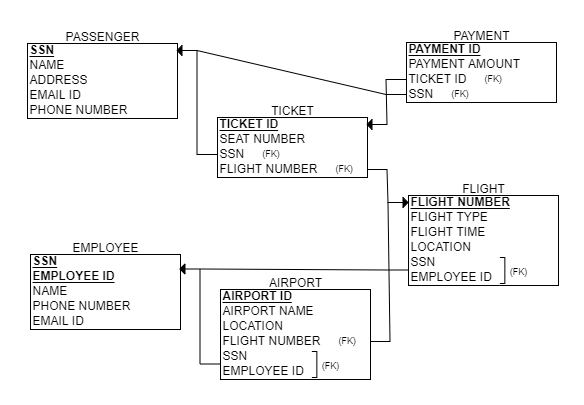 PASSENGER
SSN
NAME
ADDRESS
EMAIL ID
PHONE NUMBER
PAYMENT
PAYMENT ID
PAYMENT AMOUNT
TICKET ID (FK)
SSN (FK)
TICKET
TICKET ID
SEAT NUMBER
SSN (FK)
FLIGHT NUMBER (FK)
FLIGHT
FLIGHT NUMBER
FLIGHT TYPE
FLIGHT TIME
LOCATION
SSN
EMPLOYEE ID
(FK)
EMPLOYEE
SSN
EMPLOYEE ID
NAME
PHONE NUMBER
EMAIL ID
AIRPORT
AIRPORT ID
AIRPORT NAME
LOCATION
FLIGHT NUMBER (FK)
SSN
EMPLOYEE ID
(FK)